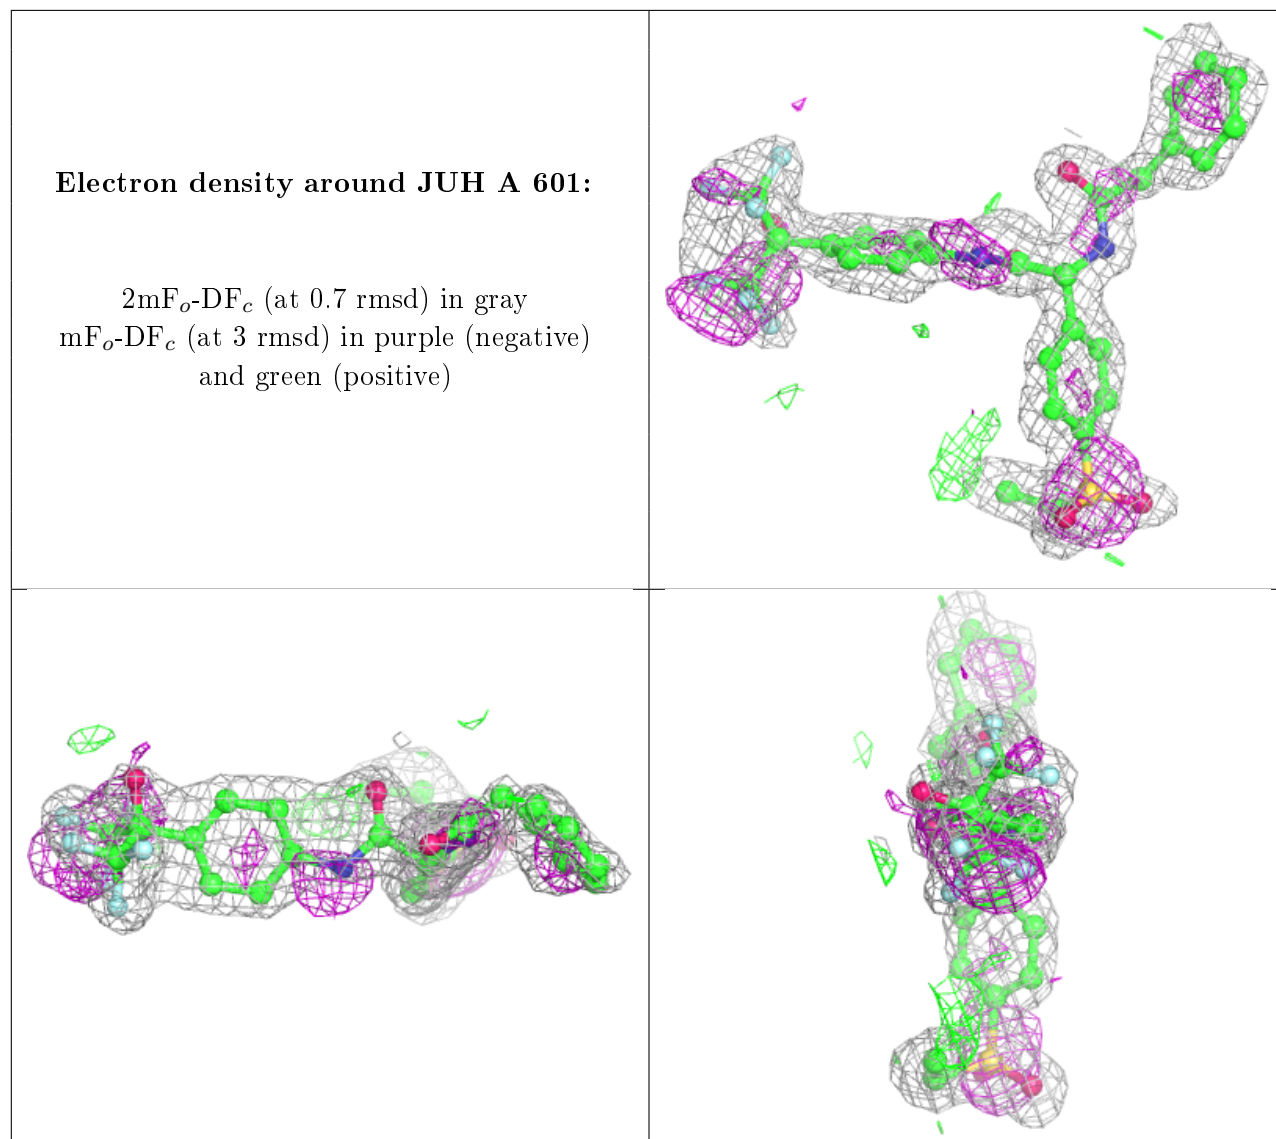 Electron density around JUH A 601:
2mFo-DFc (at 0.7 rmsd) in gray
mFo-DFc (at 3 rmsd) in purple (negative)
and green (positive)